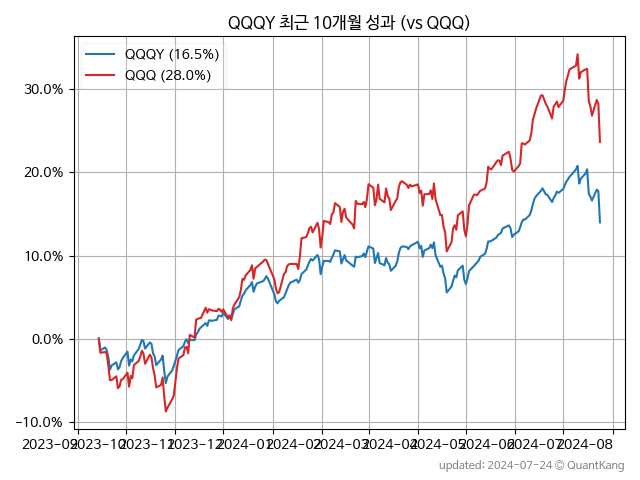 QQQY 최근 10개월 성과 (vs QQQ)
QQQY (16.5%)
QQQ (28.0%)
30.0%
20.0%
10.0%
0.0%
−10.0%
2023-09 2023-10 2023-11 2023-12 2024-01 2024-02 2024-03 2024-04 2024-05 2024-06 2024-07 2024-08
updated: 2024-07-24 © QuantKang